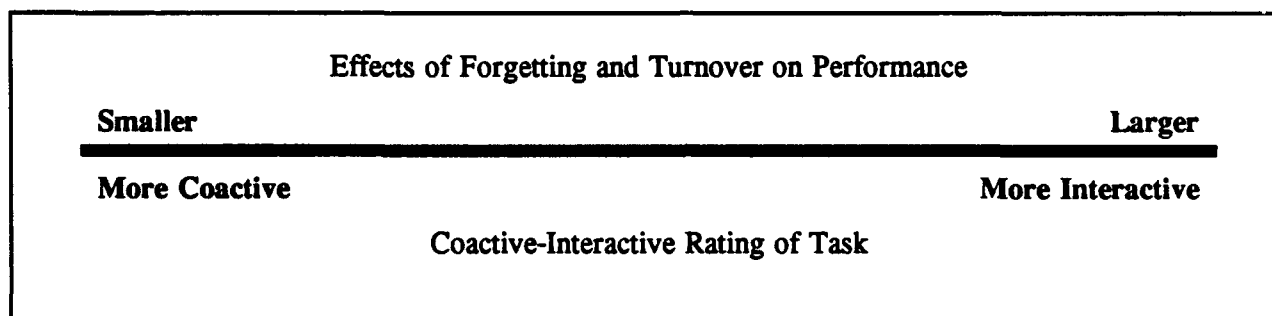 Effects of Forgetting and Turnover on Performance
Smaller Larger
More Coactive More Interactive
Coactive-Interactive Rating of Task